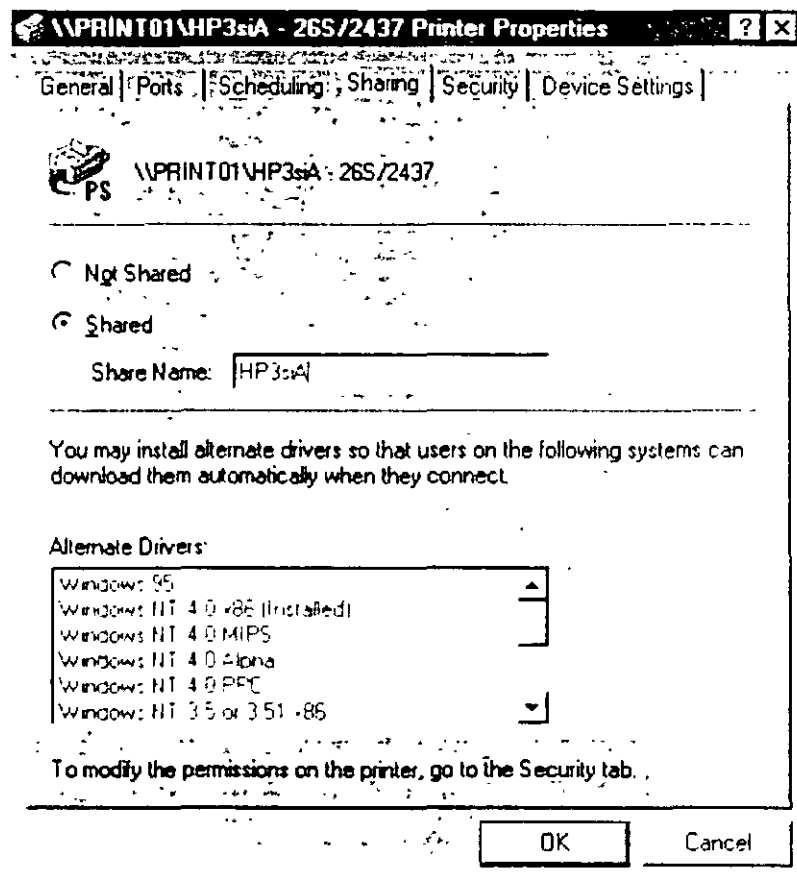 \\PRINT01\HP3siA - 26S/2437 Printer Properties ? X
General Ports Scheduling Sharing Security Device Settings
PS
\\PRINT01\HP3siA - 26S/2437
Not Shared
Shared
Share Name: HP3siA
You may install alternate drivers so that users on the following systems can
download them automatically when they connect.
Alternate Drivers:
Windows 95
Windows NT 4.0 x86 (Installed)
Windows NT 4.0 MIPS
Windows NT 4.0 Alpha
Windows NT 4.0 PPC
Windows NT 3.5 or 3.51 x86
To modify the permissions on the printer, go to the Security tab.
OK Cancel